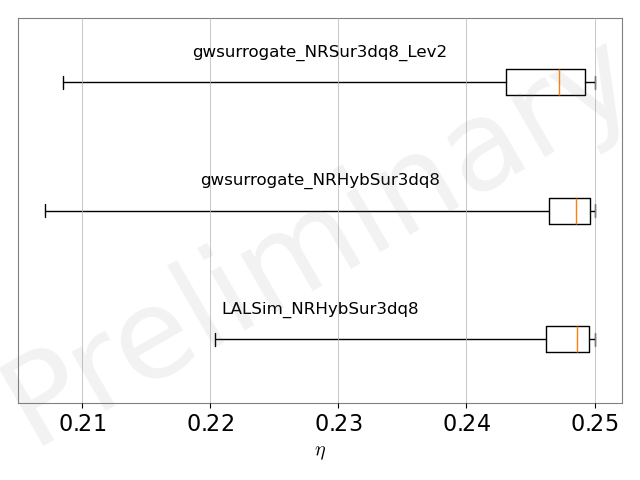 gwsurrogate_NRSur3dq8_Lev2
gwsurrogate_NRHybSur3dq8
LALSim_NRHybSur3dq8
Preliminary
0.21 0.22 0.23 0.24 0.25
η